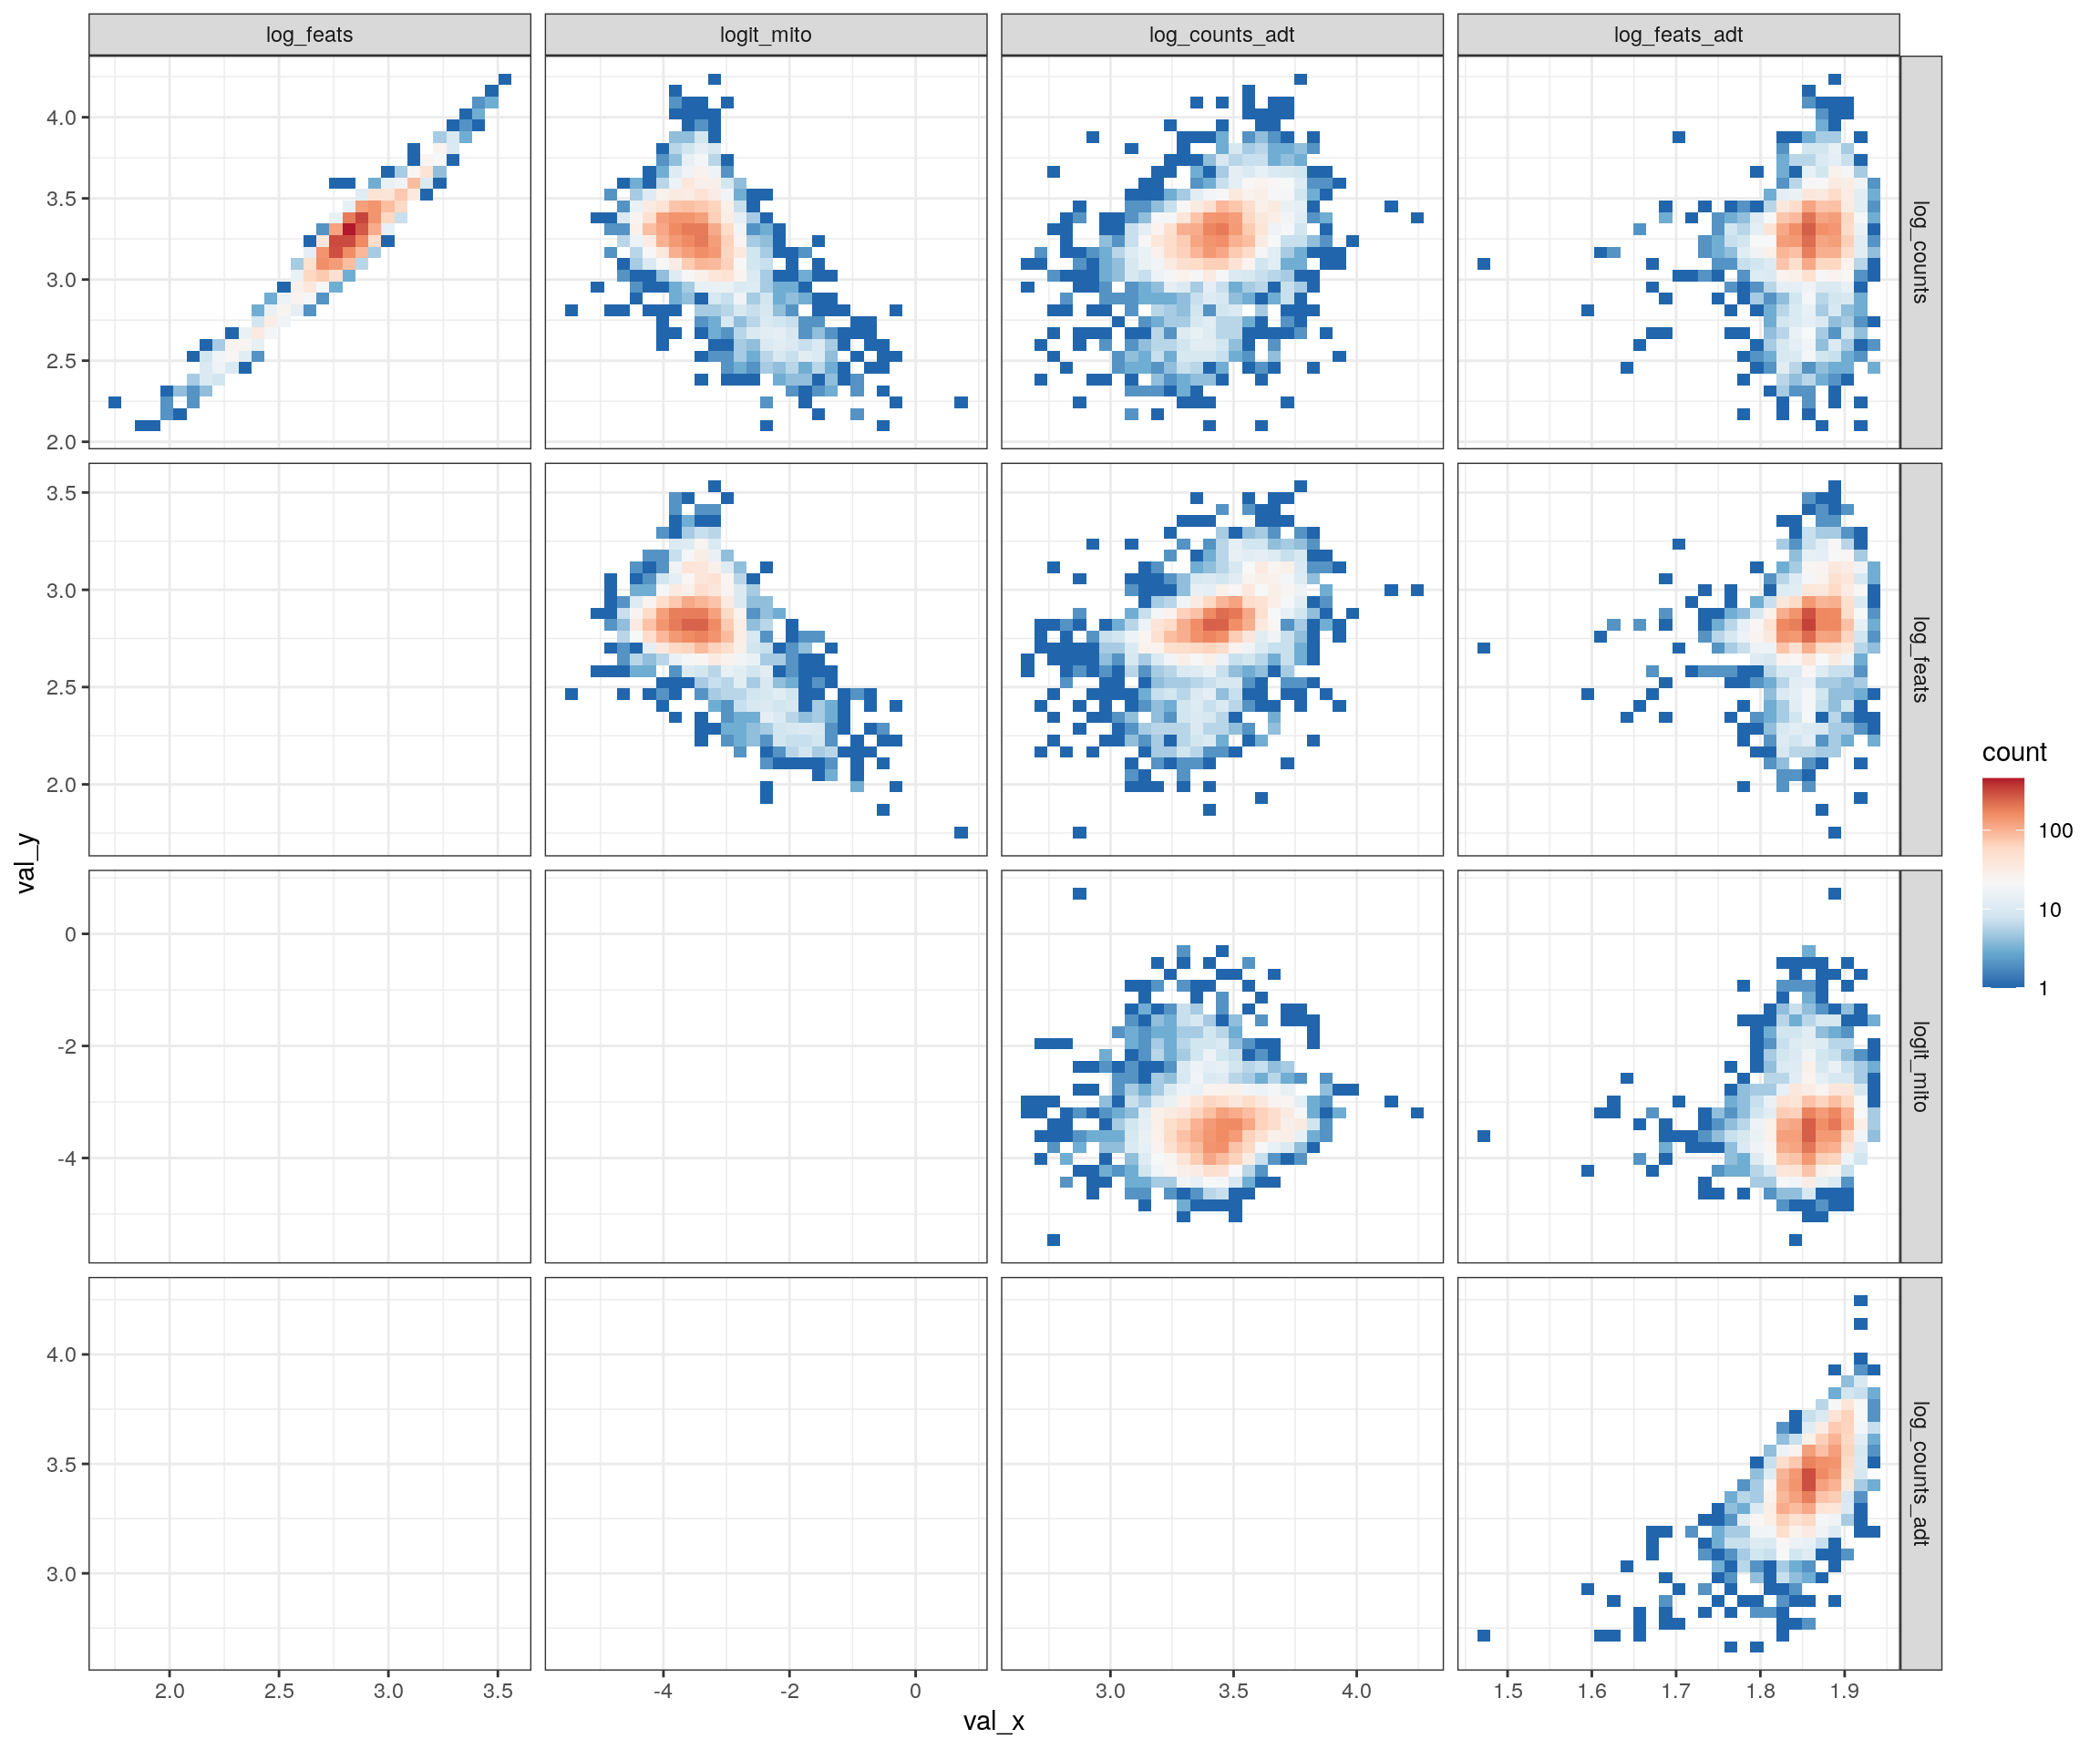 log_feats
logit_mito
log_counts_adt
log_feats_adt
4.0
3.5
3.0
2.5
2.0
log_counts
3.5
3.0
2.5
2.0
log_feats
0
-2
-4
logit_mito
4.0
3.5
3.0
log_counts_adt
2.0 2.5 3.0 3.5
-4 -2 0
3.0 3.5 4.0
1.5 1.6 1.7 1.8 1.9
val_x
val_y
count
100
10
1